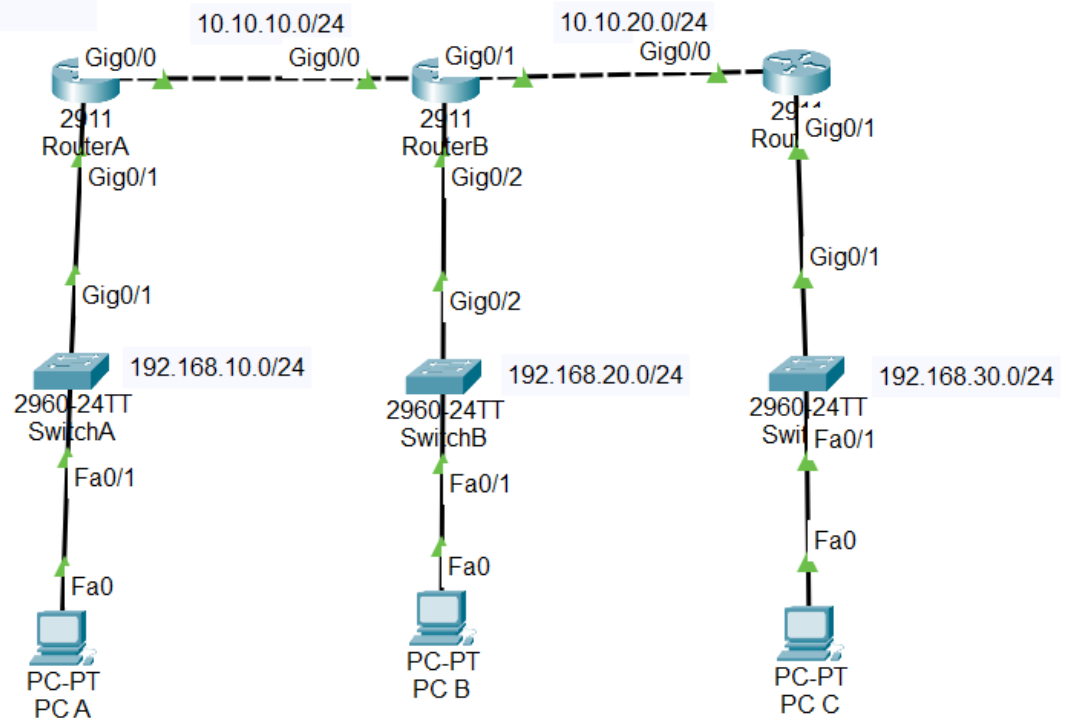 10.10.10.0/24
10.10.20.0/24
Gig0/0
Gig0/0
Gig0/1
Gig0/0
2911
RouterA
2911
RouterB
Gig0/1
Gig0/1
Gig0/2
Gig0/1
Gig0/1
Gig0/2
192.168.10.0/24
192.168.20.0/24
192.168.30.0/24
2960-24TT
SwitchA
2960-24TT
SwitchB
2960-24TT
Fa0/1
Fa0/1
Fa0/1
Fa0
Fa0
Fa0
PC-PT
PC A
PC-PT
PC B
PC-PT
PC C